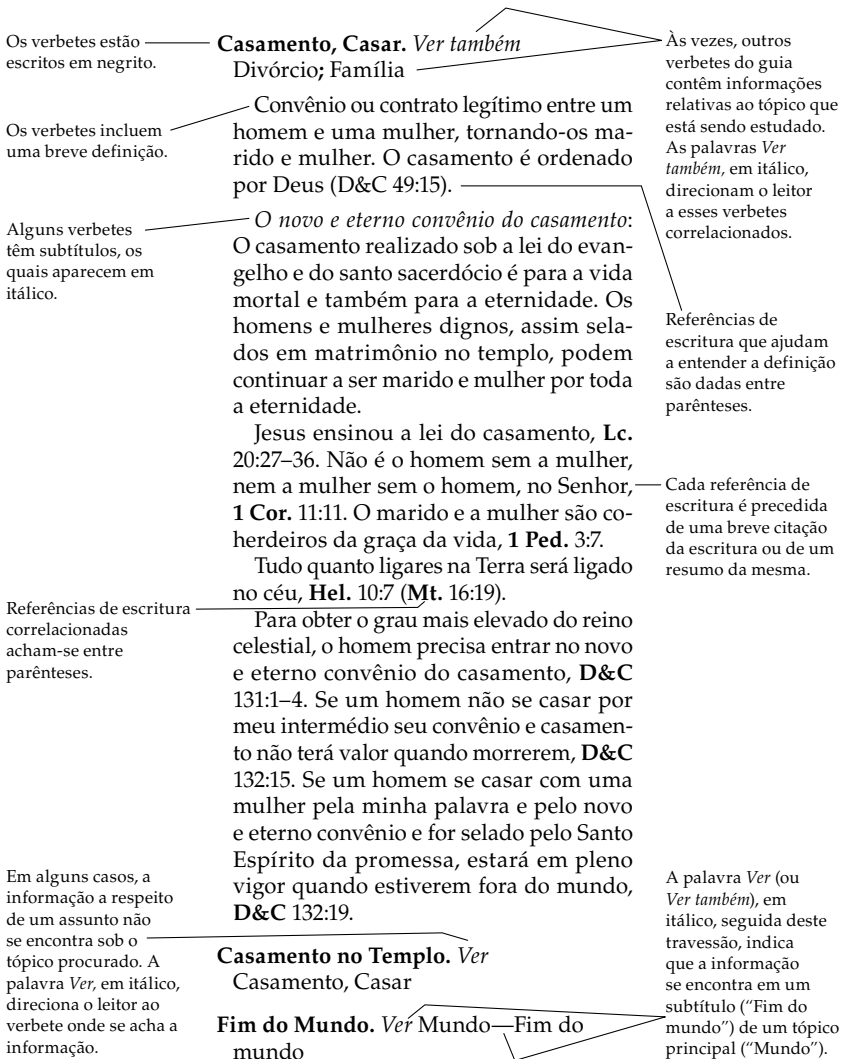 Os verbetes estão
escritos em negrito.
Os verbetes incluem
uma breve definição.
Alguns verbetes
têm subtítulos, os
quais aparecem em
itálico.
Referências de escritura
correlacionadas
acham-se entre
parênteses.
Em alguns casos, a
informação a respeito
de um assunto não
se encontra sob o
tópico procurado. A
palavra Ver, em itálico,
direciona o leitor ao
verbete onde se acha a
informação.
Casamento, Casar. Ver também
Divórcio; Família
Convênio ou contrato legítimo entre um
homem e uma mulher, tornando-os ma-
rido e mulher. O casamento é ordenado
por Deus (D&C 49:15).
O novo e eterno convênio do casamento:
O casamento realizado sob a lei do evan-
gelho e do santo sacerdócio é para a vida
mortal e também para a eternidade. Os
homens e mulheres dignos, assim sela-
dos em matrimônio no templo, podem
continuar a ser marido e mulher por toda
a eternidade.
Jesus ensinou a lei do casamento, Lc.
20:27–36. Não é o homem sem a mulher,
nem a mulher sem o homem, no Senhor,
1 Cor. 11:11. O marido e a mulher são co-
herdeiros da graça da vida, 1 Ped. 3:7.
Tudo quanto ligares na Terra será ligado
no céu, Hel. 10:7 (Mt. 16:19).
Para obter o grau mais elevado do reino
celestial, o homem precisa entrar no novo
e eterno convênio do casamento, D&C
131:1–4. Se um homem não se casar por
meu intermédio seu convênio e casamen-
to não terá valor quando morrerem, D&C
132:15. Se um homem se casar com uma
mulher pela minha palavra e pelo novo
e eterno convênio e for selado pelo Santo
Espírito da promessa, estará em pleno
vigor quando estiverem fora do mundo,
D&C 132:19.
Casamento no Templo. Ver
Casamento, Casar
Fim do Mundo. Ver Mundo—Fim do
mundo
Às vezes, outros
verbetes do guia
contêm informações
relativas ao tópico que
está sendo estudado.
As palavras Ver
também, em itálico,
direcionam o leitor
a esses verbetes
correlacionados.
Referências de
escritura que ajudam
a entender a definição
são dadas entre
parênteses.
Cada referência de
escritura é precedida
de uma breve citação
da escritura ou de um
resumo da mesma.
A palavra Ver (ou
Ver também), em
itálico, seguida deste
travessão, indica
que a informação
se encontra em um
subtítulo (“Fim do
mundo”) de um tópico
principal (“Mundo”).